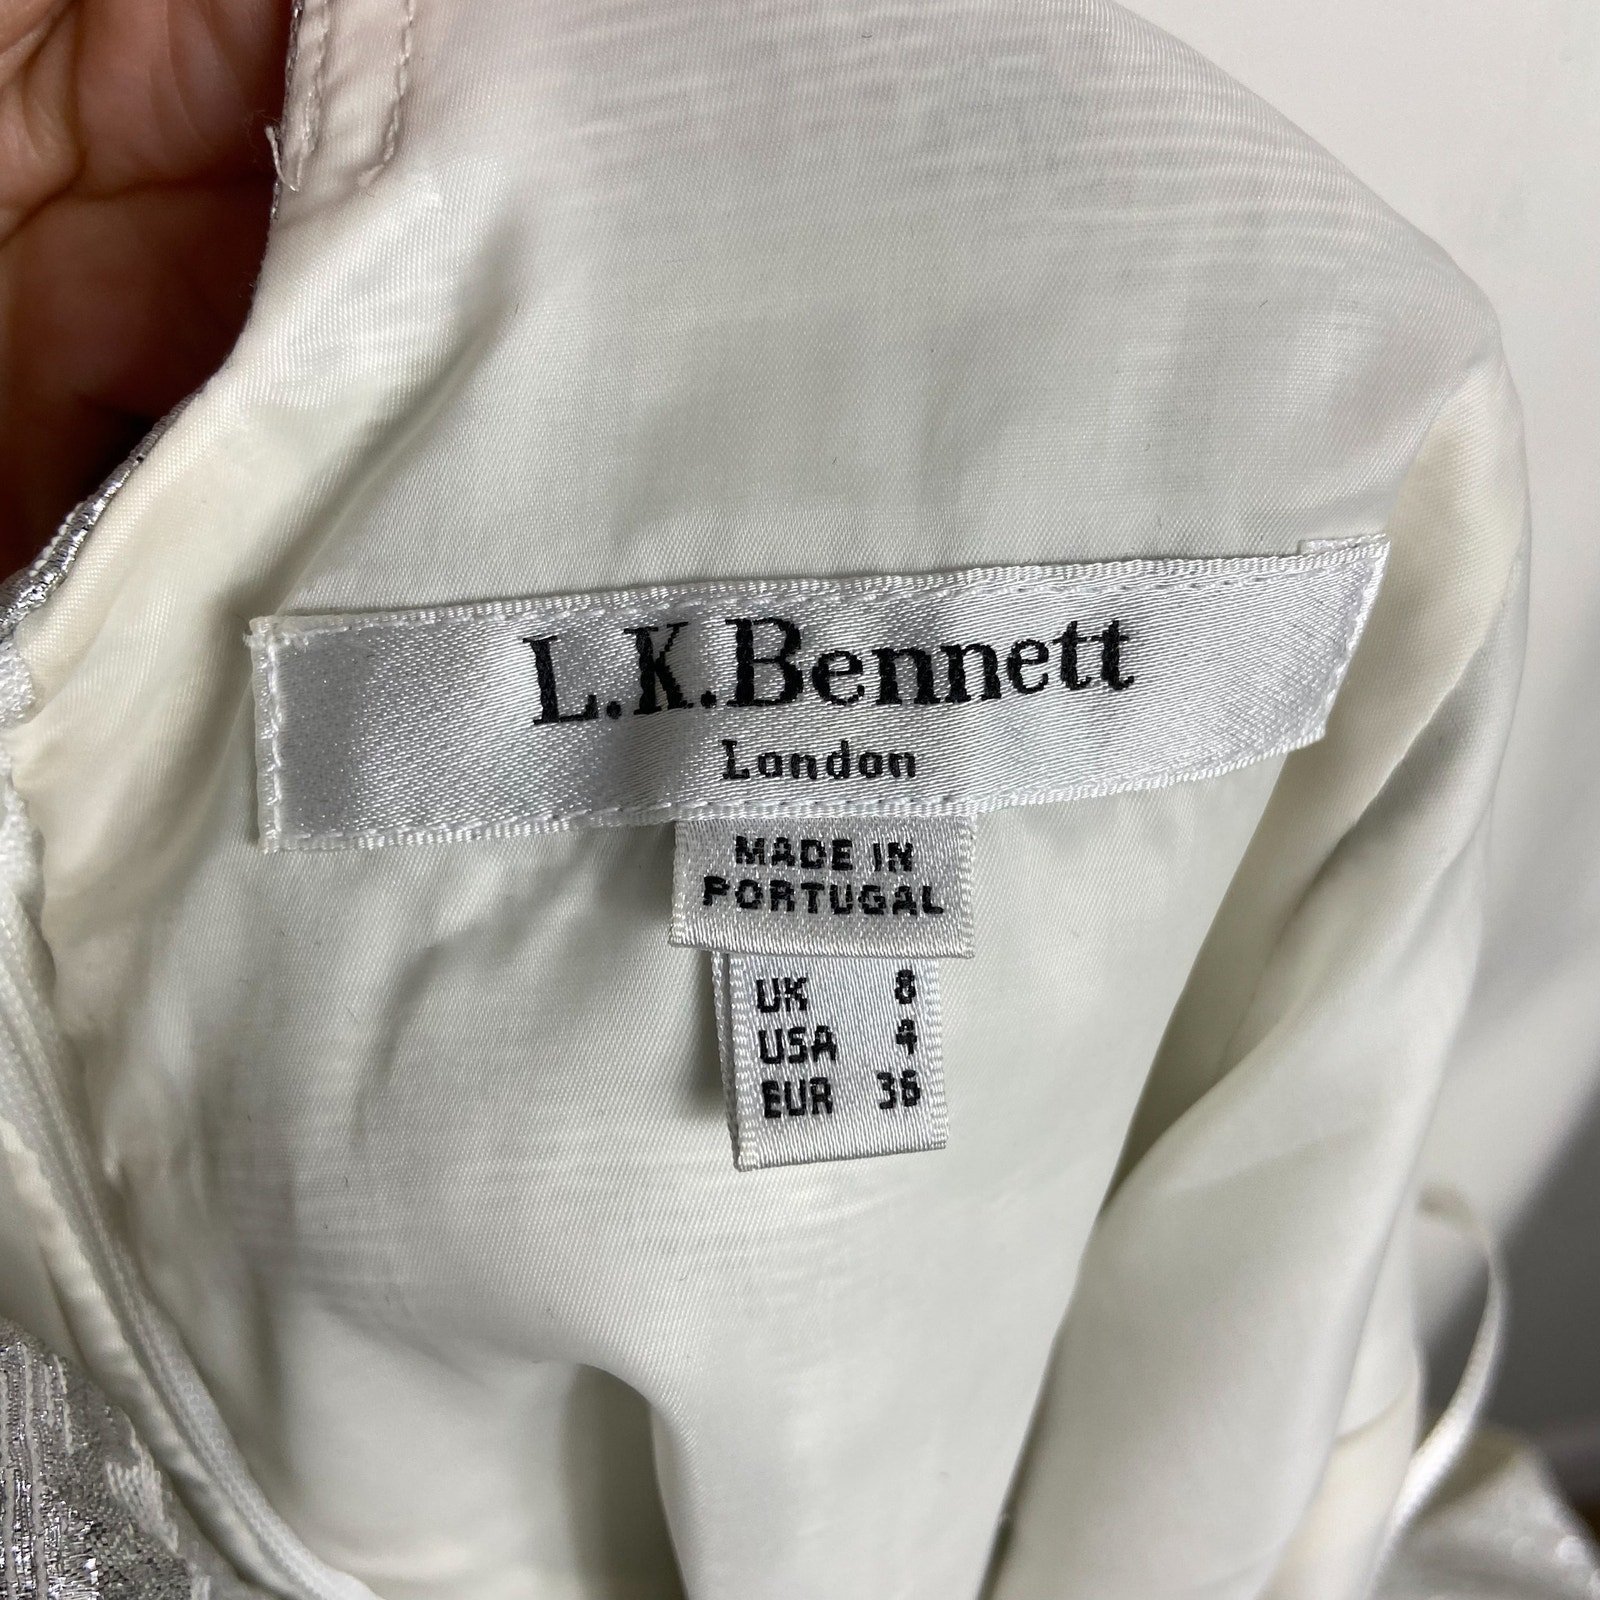 L.K.Bennett
London
MADE IN
PORTUGAL
UK 8
USA 4
EUR 36